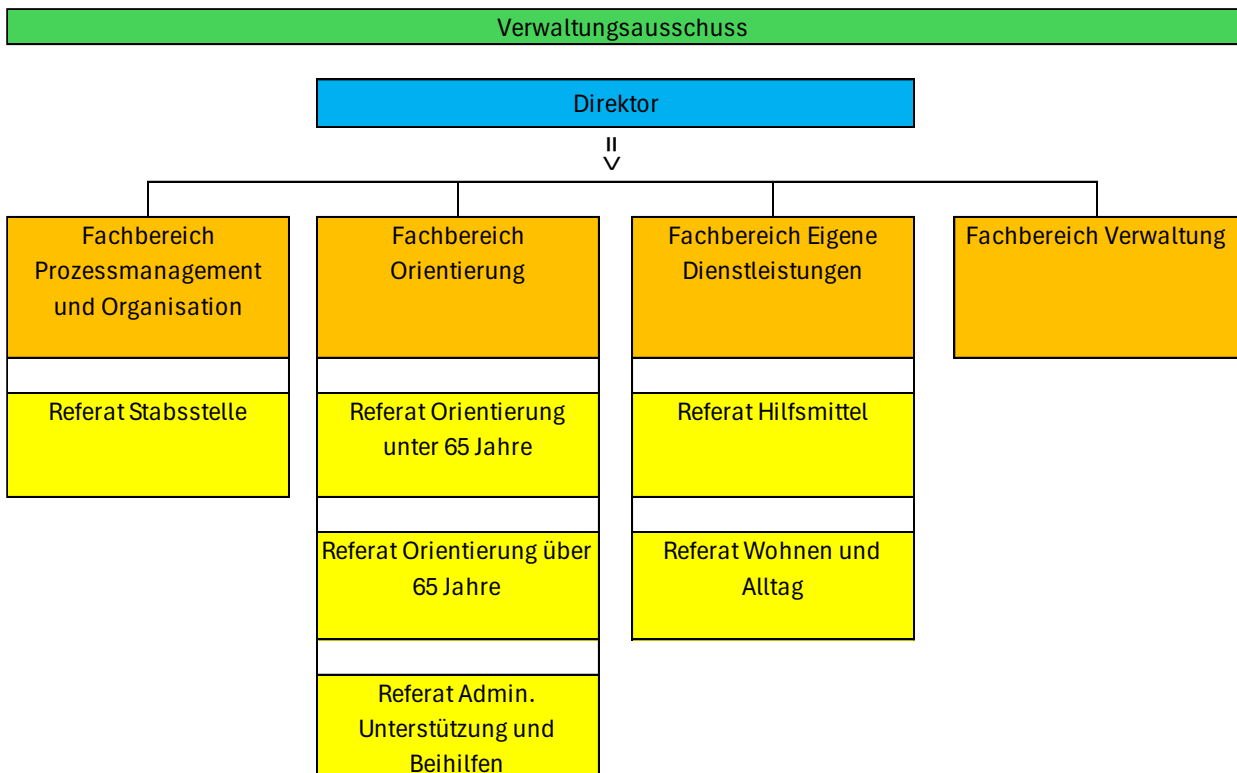 Verwaltungsausschuss
Direktor
=>
Fachbereich
Prozessmanagement
und Organisation
Fachbereich
Orientierung
Fachbereich Eigene
Dienstleistungen
Fachbereich Verwaltung
Referat Stabsstelle
Referat Orientierung
unter 65 Jahre
Referat Hilfsmittel
Referat Orientierung über
65 Jahre
Referat Wohnen und
Alltag
Referat Admin.
Unterstützung und
Beihilfen